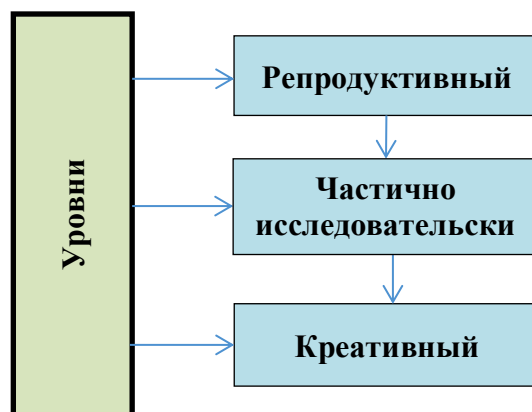 Уровни
Репродуктивный
Частично
исследовательски
Креативный